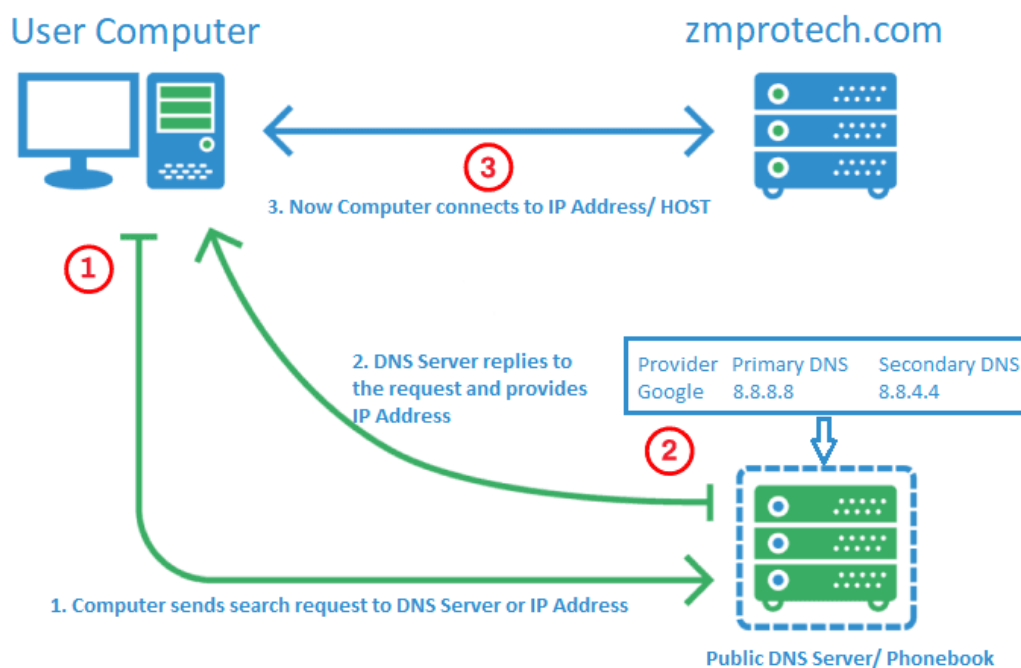 User Computer
zmprotech.com
3
3. Now Computer connects to IP Address/ HOST
1
2. DNS Server replies to
the request and provides
IP Address
Provider Primary DNS Secondary DNS
Google 8.8.8.8 8.8.4.4
2
1. Computer sends search request to DNS Server or IP Address
Public DNS Server/ Phonebook